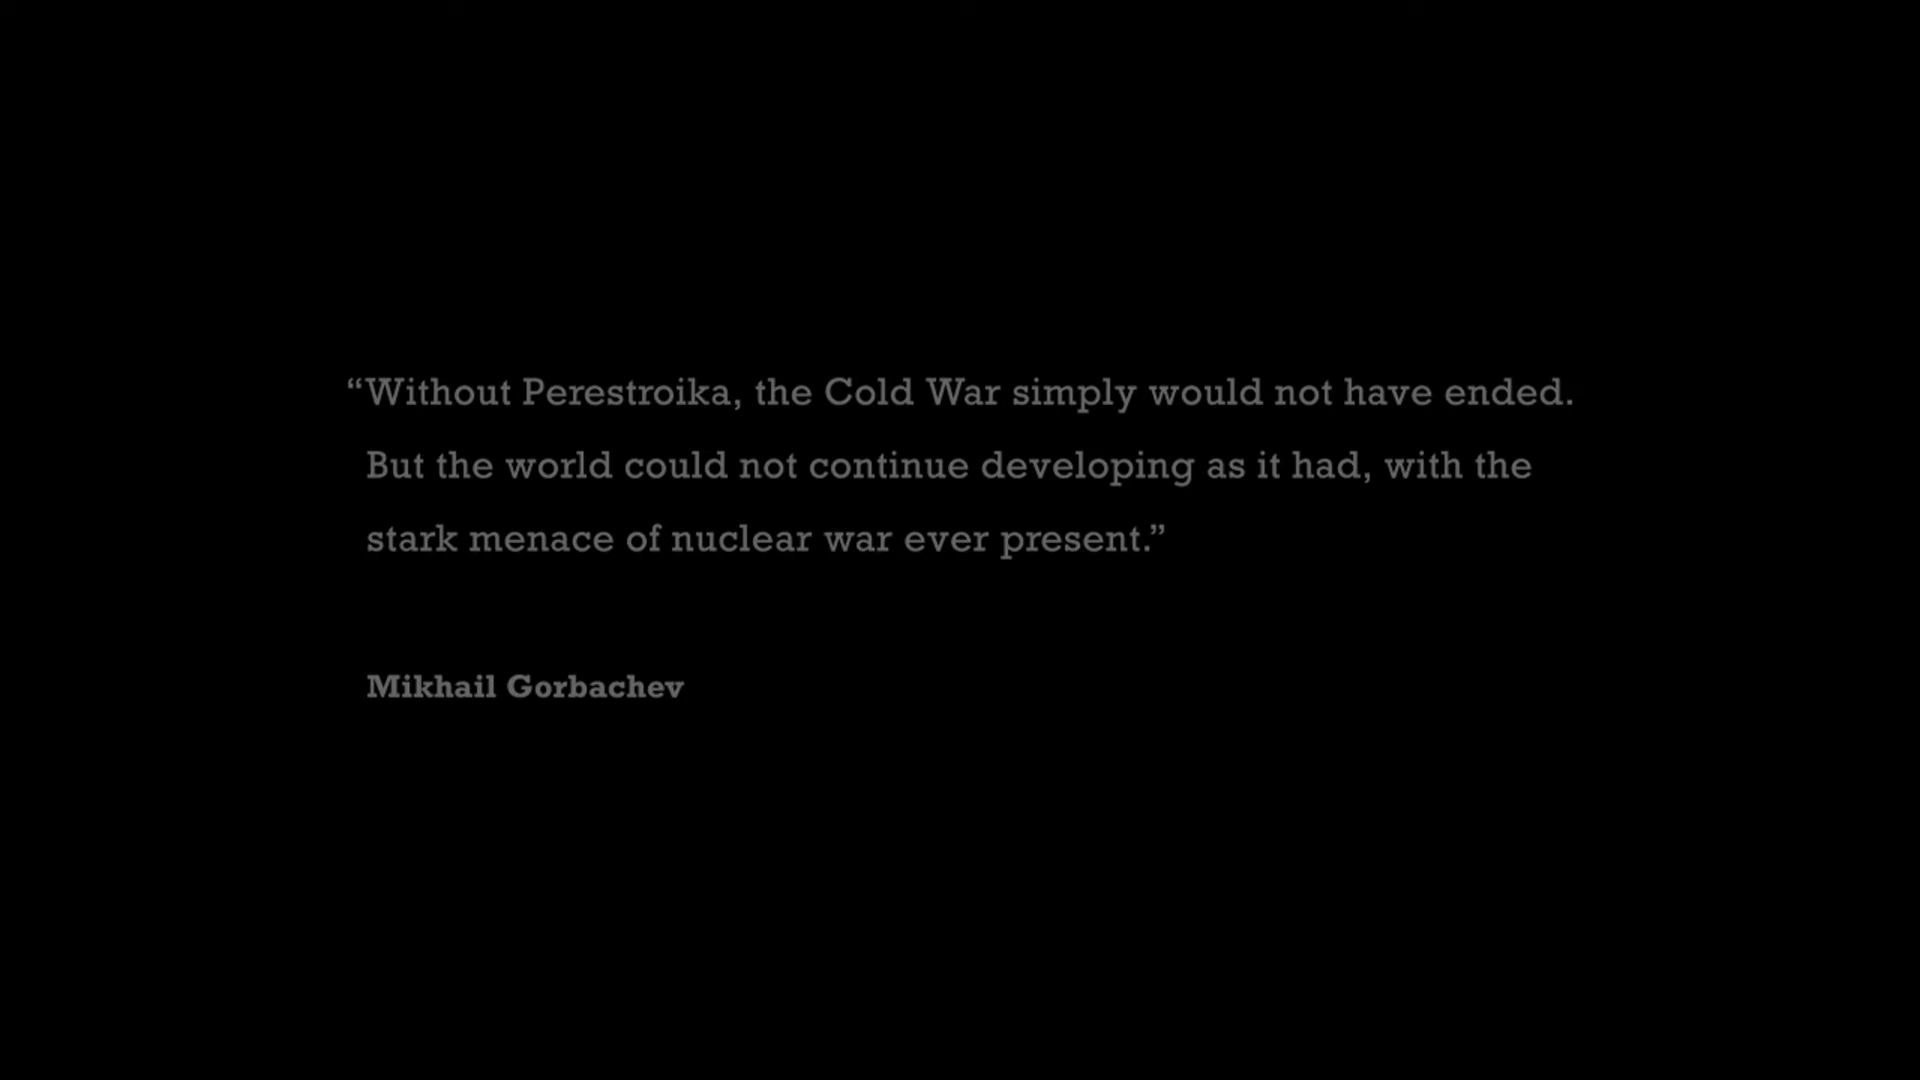 “Without Perestroika, the Cold War simply would not have ended.
But the world could not continue developing as it had, with the
stark menace of nuclear war ever present.”
Mikhail Gorbachev